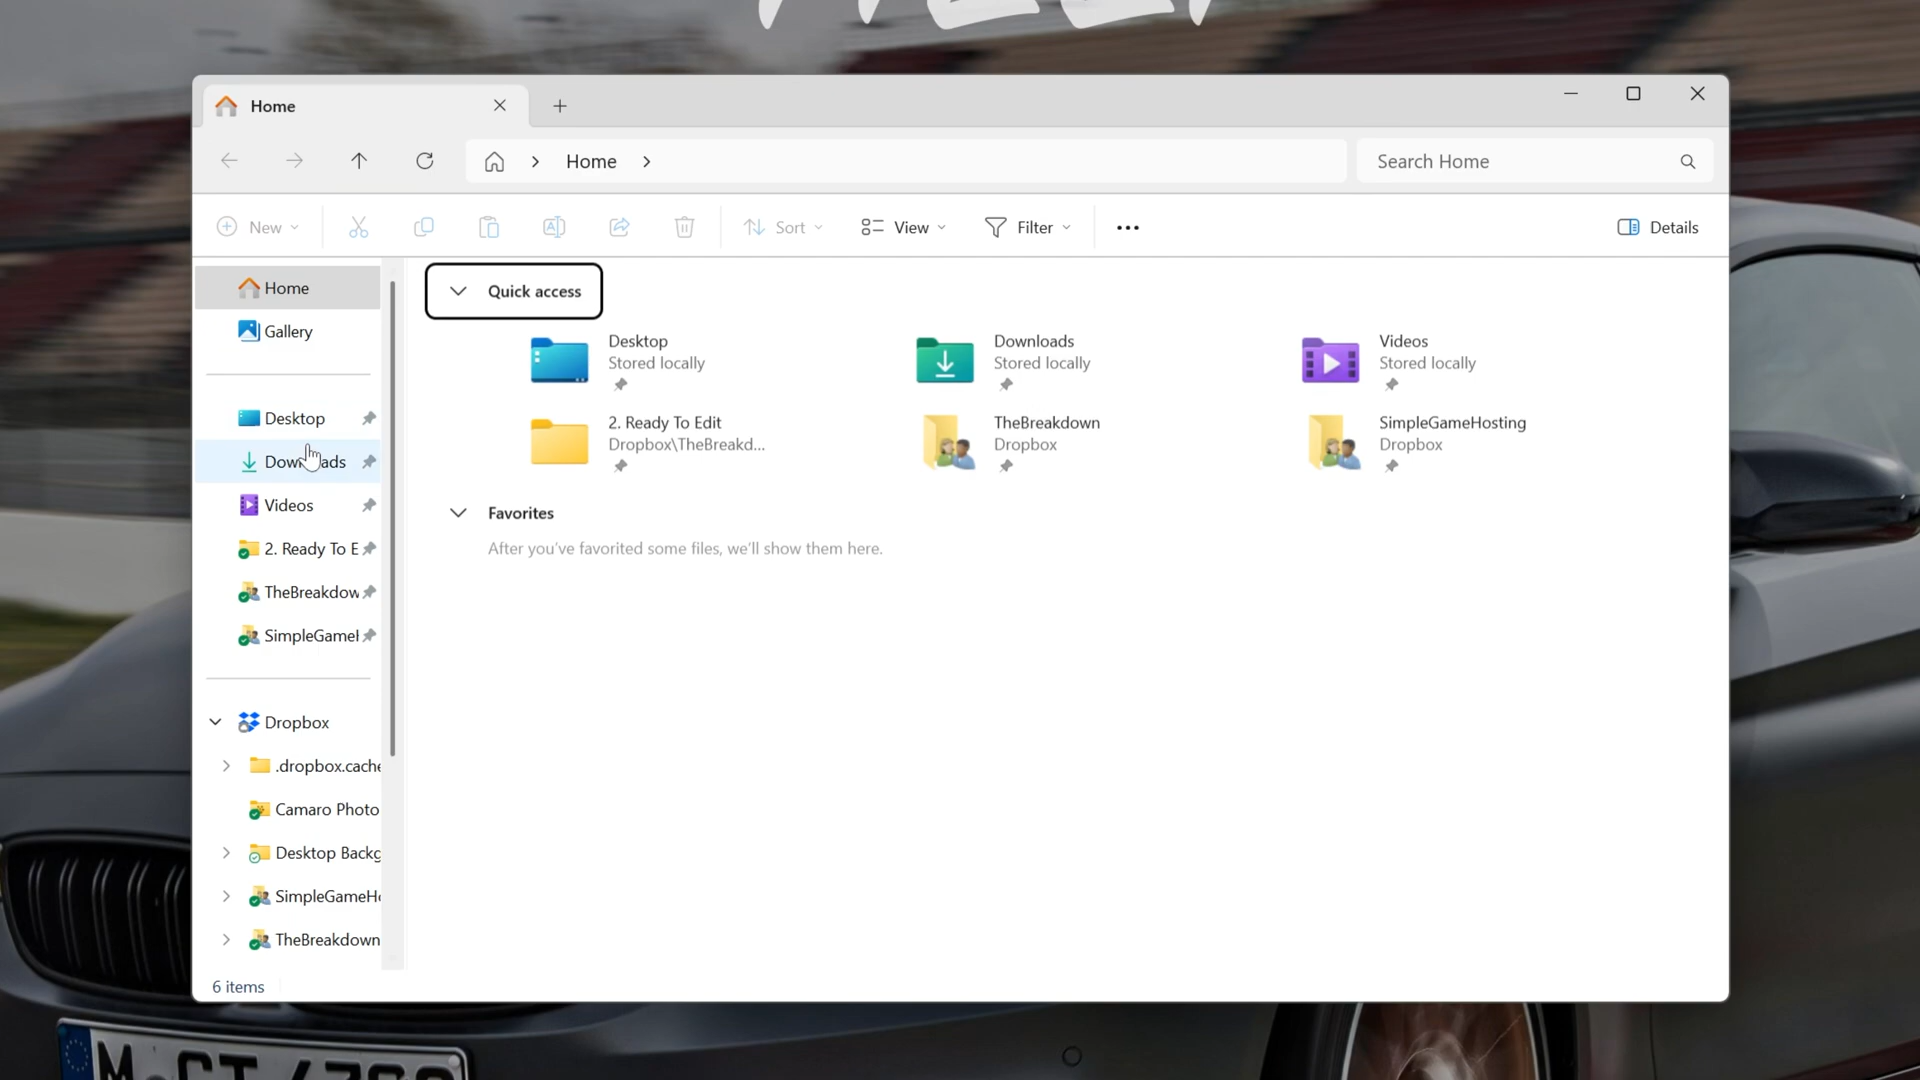 Home
Home
Search Home
New
Sort
View
Filter
Details
Home
Gallery
Desktop
Downloads
Videos
2. Ready To E
TheBreakdow
SimpleGameH
Dropbox
.dropbox.cache
Camaro Photo
Desktop Backg
SimpleGameHo
TheBreakdown
6 items
Quick access
Desktop
Stored locally
Downloads
Stored locally
Videos
Stored locally
2. Ready To Edit
Dropbox\TheBreakd...
TheBreakdown
Dropbox
SimpleGameHosting
Dropbox
Favorites
After you've favorited some files, we'll show them here.